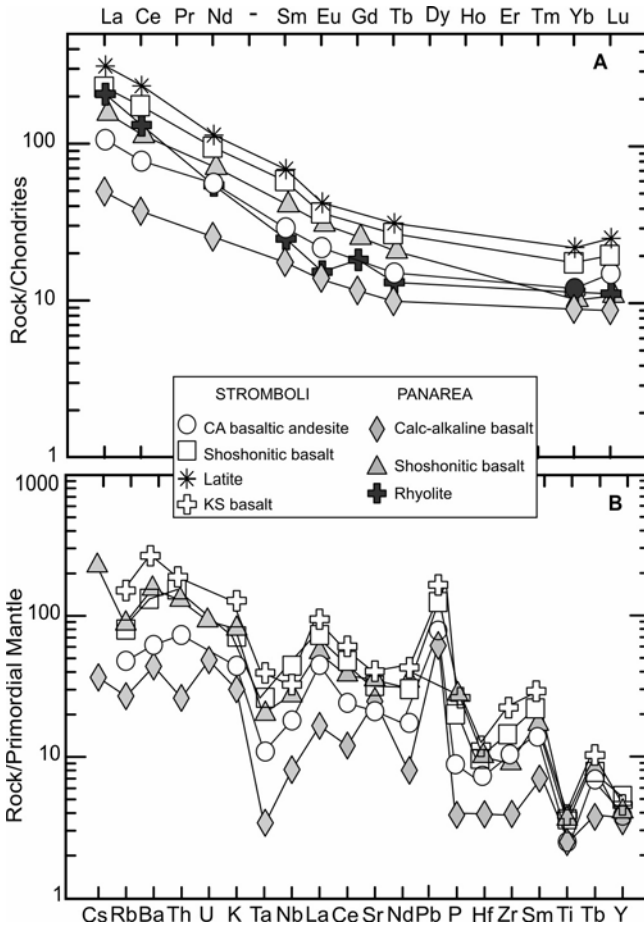 La Ce Pr Nd - Sm Eu Gd Tb Dy Ho Er Tm Yb Lu
A
100
10
1
Rock/Chondrites
STROMBOLI PANAREA
CA basaltic andesite Calc-alkaline basalt
Shoshonitic basalt Shoshonitic basalt
Latite Rhyolite
KS basalt
B
1000
100
10
1
Rock/Primordial Mantle
Cs Rb Ba Th U K Ta Nb La Ce Sr Nd Pb P Hf Zr Sm Ti Tb Y